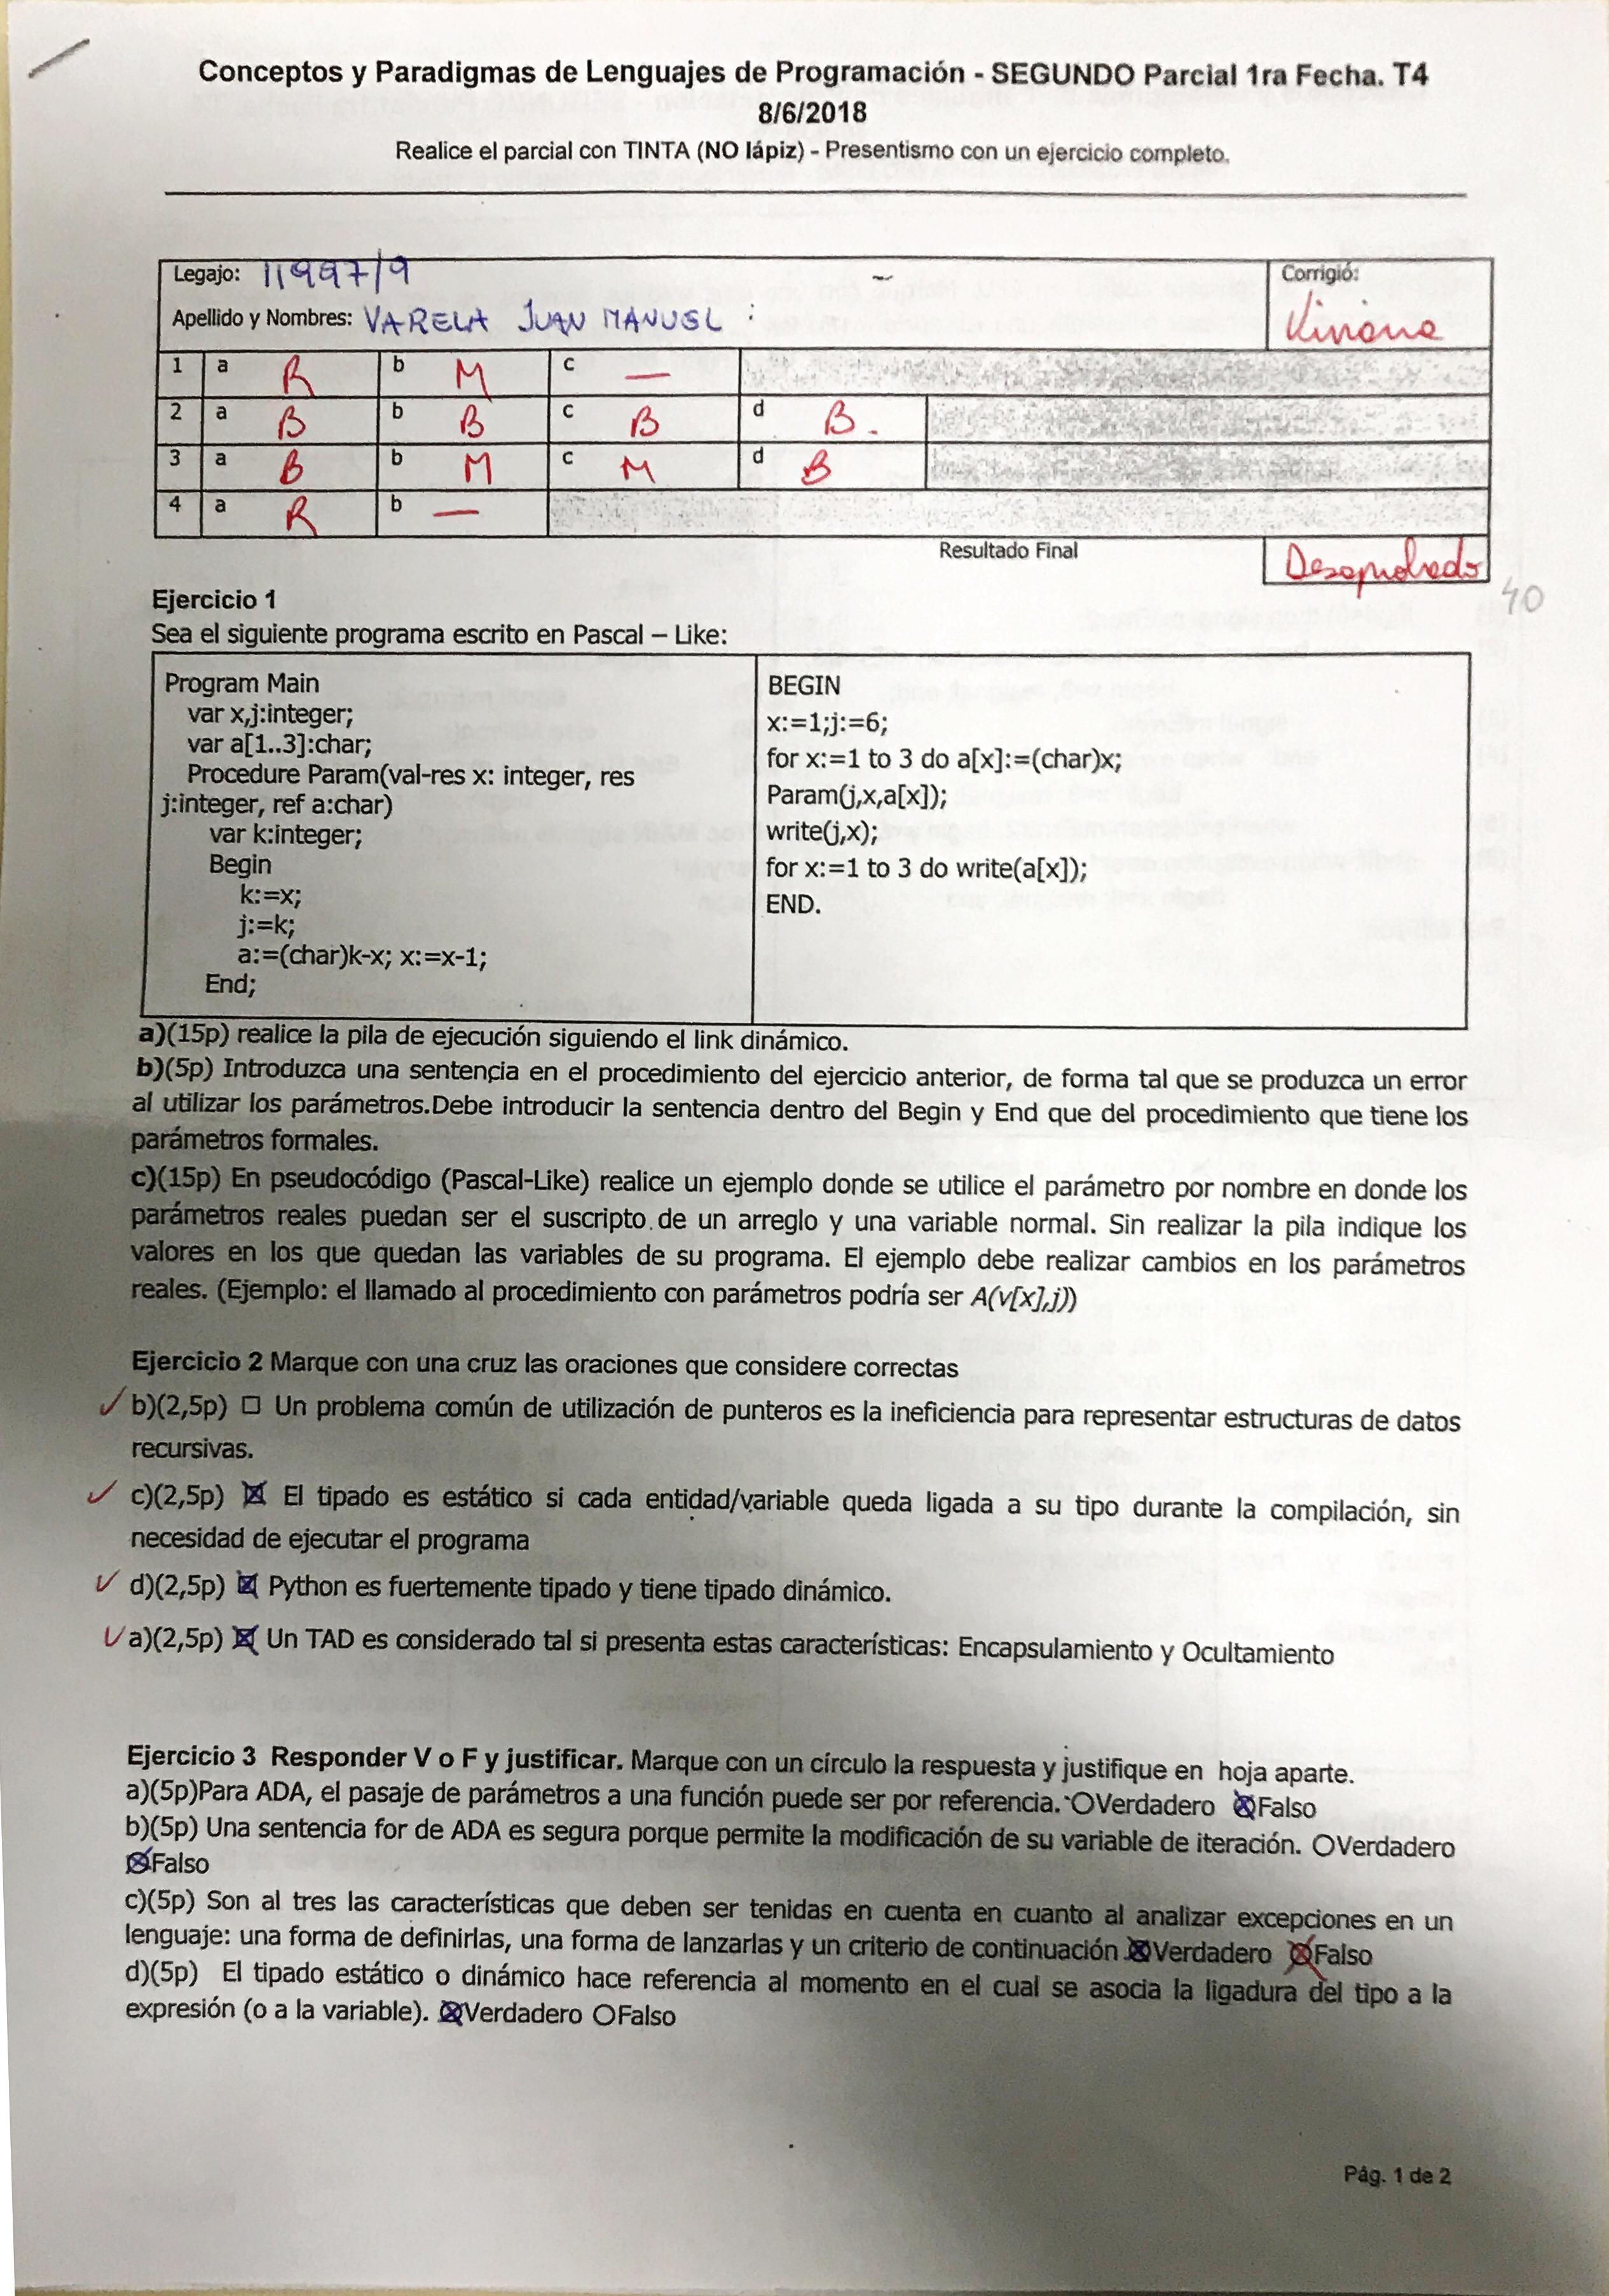 Conceptos y Paradigmas de Lenguajes de Programación - SEGUNDO Parcial 1ra Fecha. T4
8/6/2018
Realice el parcial con TINTA (NO lápiz) - Presentismo con un ejercicio completo.
Legajo: 11997/9
Corrigió:
Apellido y Nombres: VARELA JUAN MANUEL
Viviana
1 a R b M c —
2 a B b B c B d B.
3 a B b M c M d B
4 a R b —
Resultado Final
Desaprobado
40
Ejercicio 1
Sea el siguiente programa escrito en Pascal – Like:
Program Main
var x,j:integer;
var a[1..3]:char;
Procedure Param(val-res x: integer, res
j:integer, ref a:char)
var k:integer;
Begin
k:=x;
j:=k;
a:=(char)k-x; x:=x-1;
End;
BEGIN
x:=1;j:=6;
for x:=1 to 3 do a[x]:=(char)x;
Param(j,x,a[x]);
write(j,x);
for x:=1 to 3 do write(a[x]);
END.
a)(15p) realice la pila de ejecución siguiendo el link dinámico.
b)(5p) Introduzca una sentencia en el procedimiento del ejercicio anterior, de forma tal que se produzca un error
al utilizar los parámetros.Debe introducir la sentencia dentro del Begin y End que del procedimiento que tiene los
parámetros formales.
c)(15p) En pseudocódigo (Pascal-Like) realice un ejemplo donde se utilice el parámetro por nombre en donde los
parámetros reales puedan ser el suscripto de un arreglo y una variable normal. Sin realizar la pila indique los
valores en los que quedan las variables de su programa. El ejemplo debe realizar cambios en los parámetros
reales. (Ejemplo: el llamado al procedimiento con parámetros podría ser A(v[x],j))
Ejercicio 2 Marque con una cruz las oraciones que considere correctas
b)(2,5p) □ Un problema común de utilización de punteros es la ineficiencia para representar estructuras de datos
recursivas.
c)(2,5p) ☒ El tipado es estático si cada entidad/variable queda ligada a su tipo durante la compilación, sin
necesidad de ejecutar el programa
d)(2,5p) ☒ Python es fuertemente tipado y tiene tipado dinámico.
a)(2,5p) ☒ Un TAD es considerado tal si presenta estas características: Encapsulamiento y Ocultamiento
Ejercicio 3 Responder V o F y justificar. Marque con un círculo la respuesta y justifique en hoja aparte.
a)(5p)Para ADA, el pasaje de parámetros a una función puede ser por referencia. OVerdadero ⊗Falso
b)(5p) Una sentencia for de ADA es segura porque permite la modificación de su variable de iteración. OVerdadero
⊗Falso
c)(5p) Son al tres las características que deben ser tenidas en cuenta en cuanto al analizar excepciones en un
lenguaje: una forma de definirlas, una forma de lanzarlas y un criterio de continuación ⊗Verdadero ⊗Falso
d)(5p) El tipado estático o dinámico hace referencia al momento en el cual se asocia la ligadura del tipo a la
expresión (o a la variable). ⊗Verdadero OFalso
Pág. 1 de 2